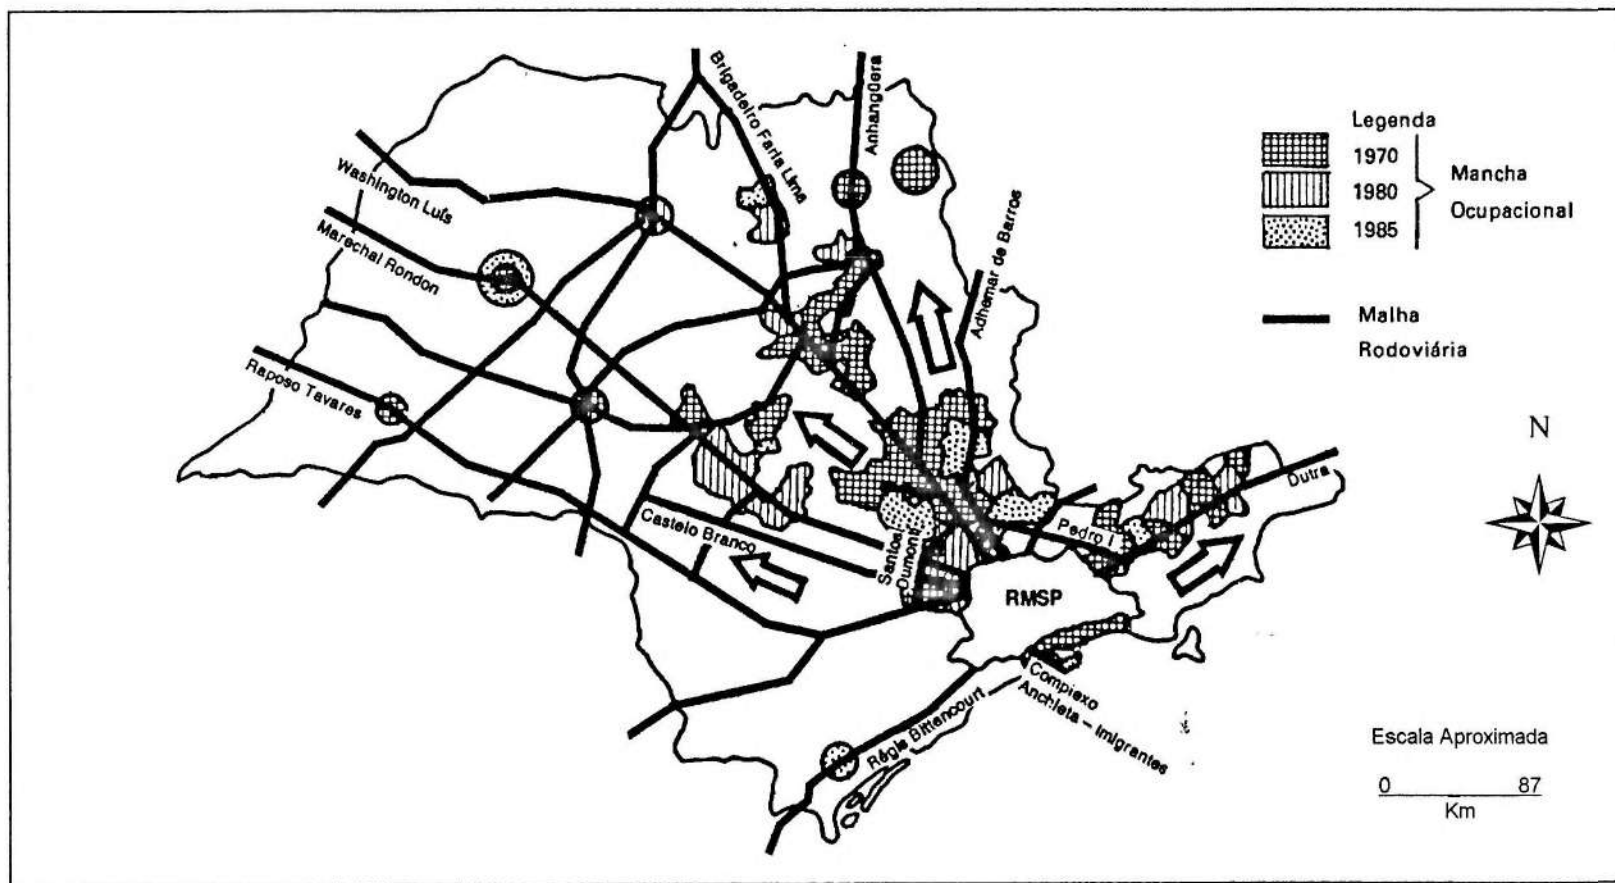 Brigadeiro Faria Lima
Anhangüera
Washington Luís
Marechal Rondon
Adhemar de Barros
Raposo Tavares
Castelo Branco
Santos
Dumont
Pedro I
Dutra
RMSP
Complexo
Anchieta – Imigrantes
Régis Bittencourt
Legenda
1970
1980
1985
Mancha
Ocupacional
Malha
Rodoviária
N
Escala Aproximada
0 87
Km